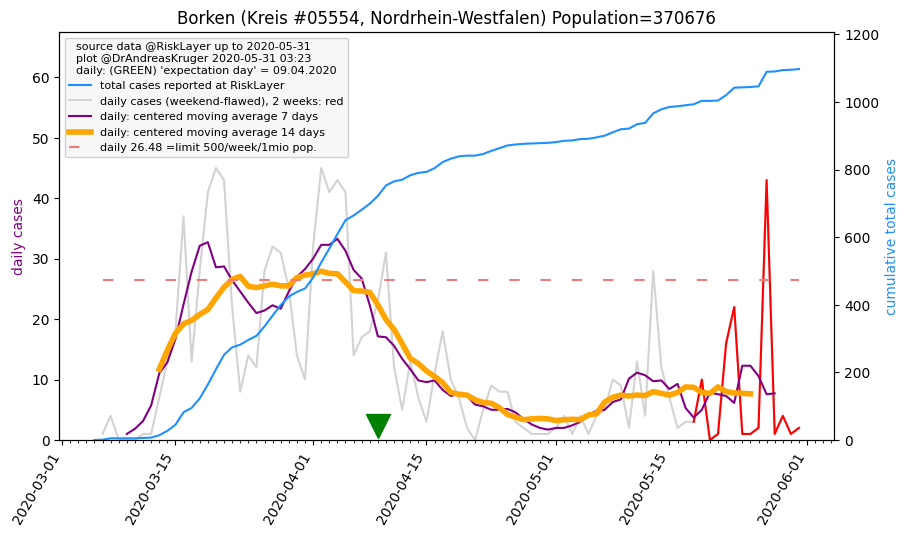 Borken (Kreis #05554, Nordrhein-Westfalen) Population=370676
source data @RiskLayer up to 2020-05-31
plot @DrAndreasKruger 2020-05-31 03:23
daily: (GREEN) 'expectation day' = 09.04.2020
total cases reported at RiskLayer
daily cases (weekend-flawed), 2 weeks: red
daily: centered moving average 7 days
daily: centered moving average 14 days
daily 26.48 =limit 500/week/1mio pop.
daily cases
60
50
40
30
20
10
0
cumulative total cases
1200
1000
800
600
400
200
0
2020-03-01
2020-03-15
2020-04-01
2020-04-15
2020-05-01
2020-05-15
2020-06-01